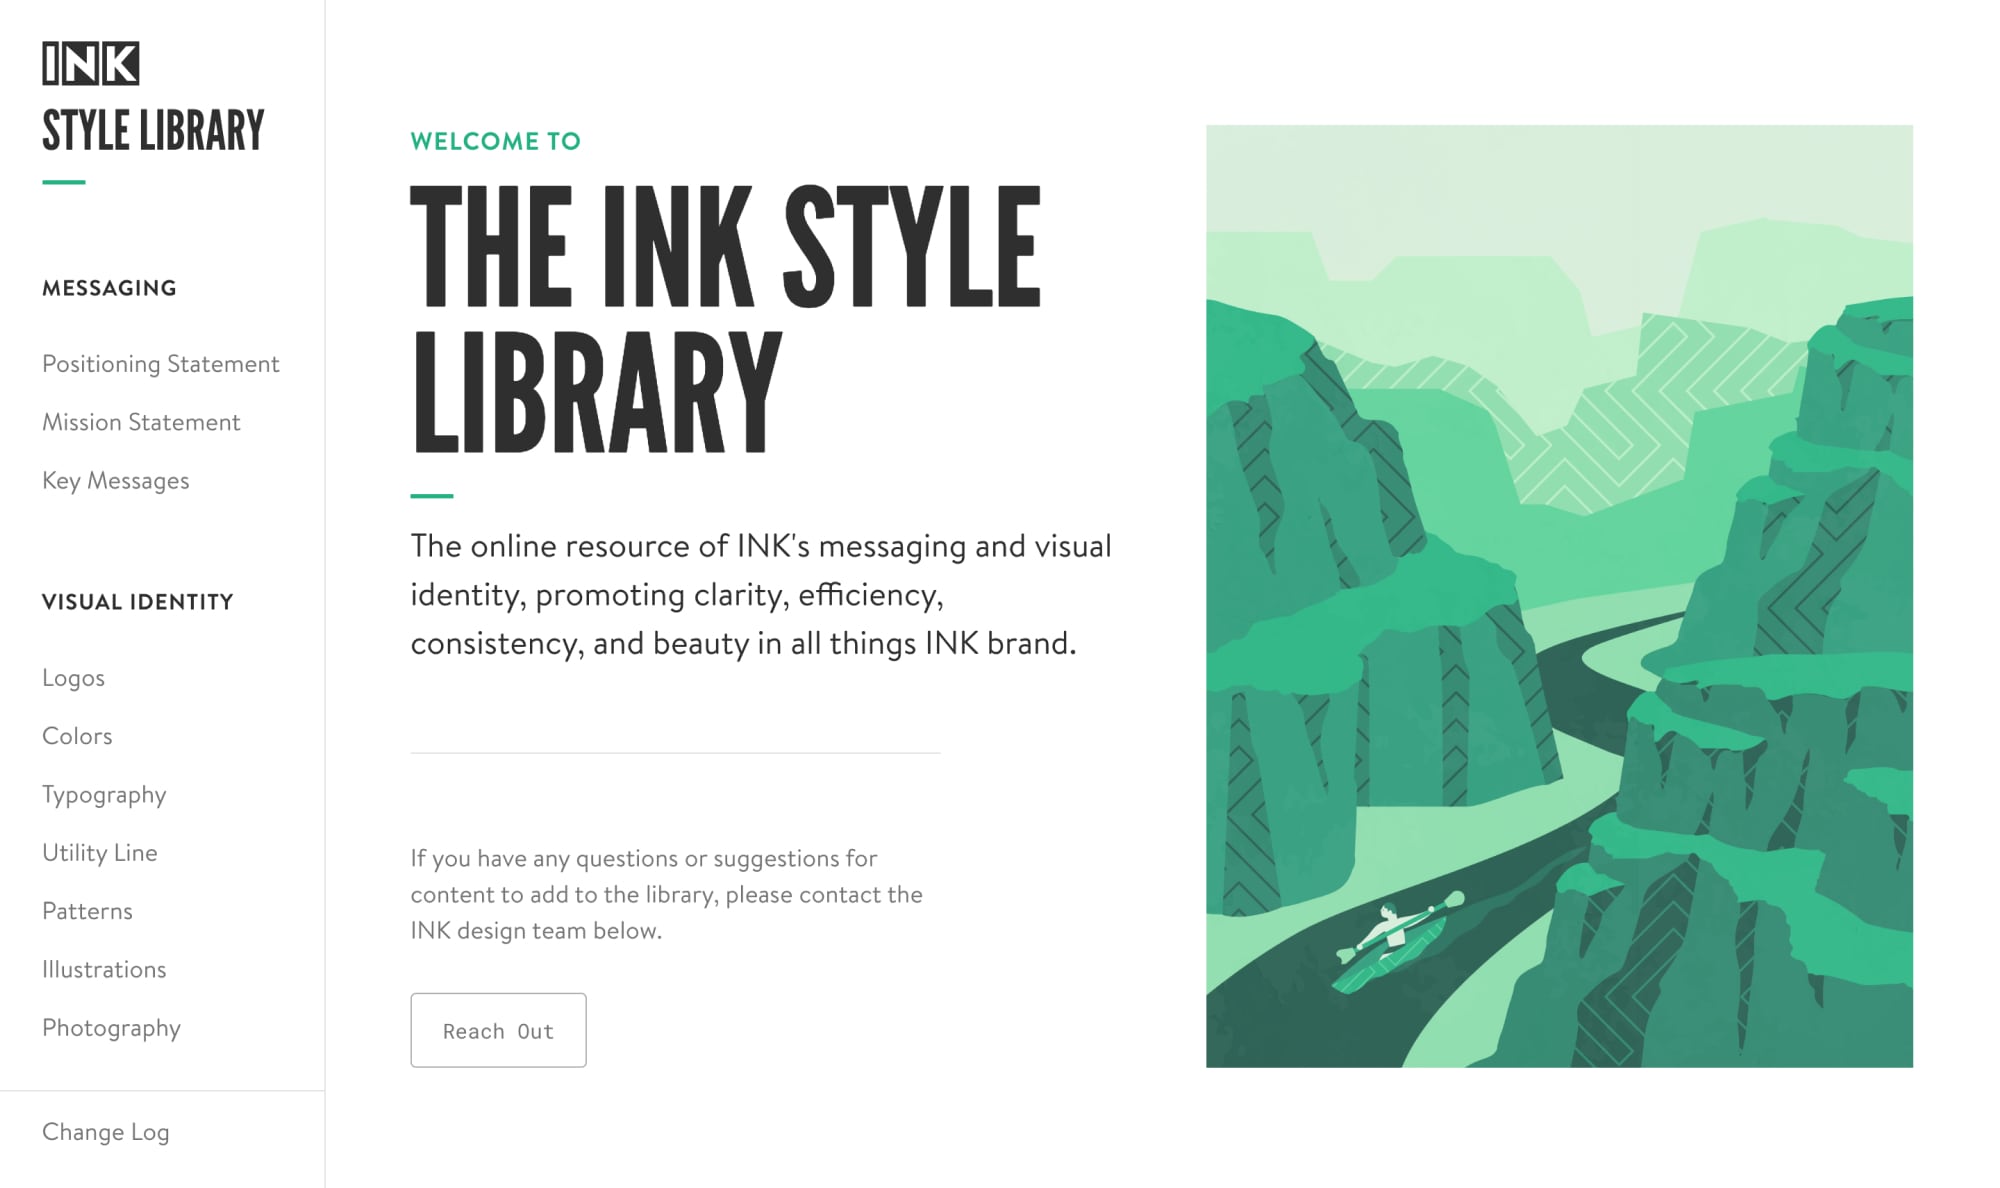 INK
STYLE LIBRARY
MESSAGING
Positioning Statement
Mission Statement
Key Messages
VISUAL IDENTITY
Logos
Colors
Typography
Utility Line
Patterns
Illustrations
Photography
Change Log
WELCOME TO
THE INK STYLE
LIBRARY
The online resource of INK's messaging and visual
identity, promoting clarity, efficiency,
consistency, and beauty in all things INK brand.
If you have any questions or suggestions for
content to add to the library, please contact the
INK design team below.
Reach Out